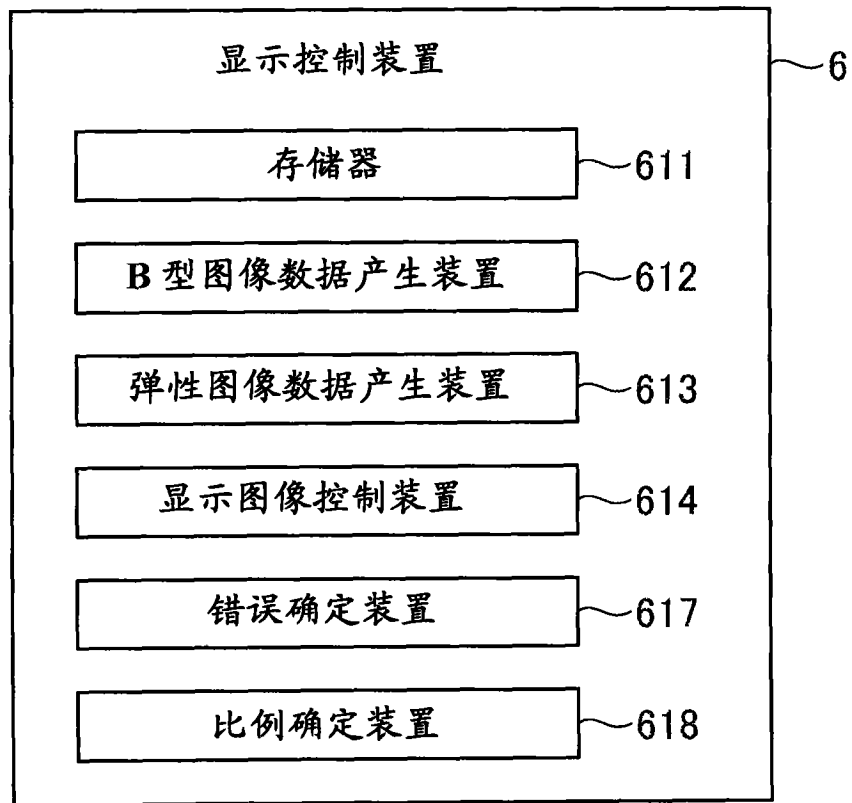 显示控制装置
6
存储器 611
B 型图像数据产生装置 612
弹性图像数据产生装置 613
显示图像控制装置 614
错误确定装置 617
比例确定装置 618